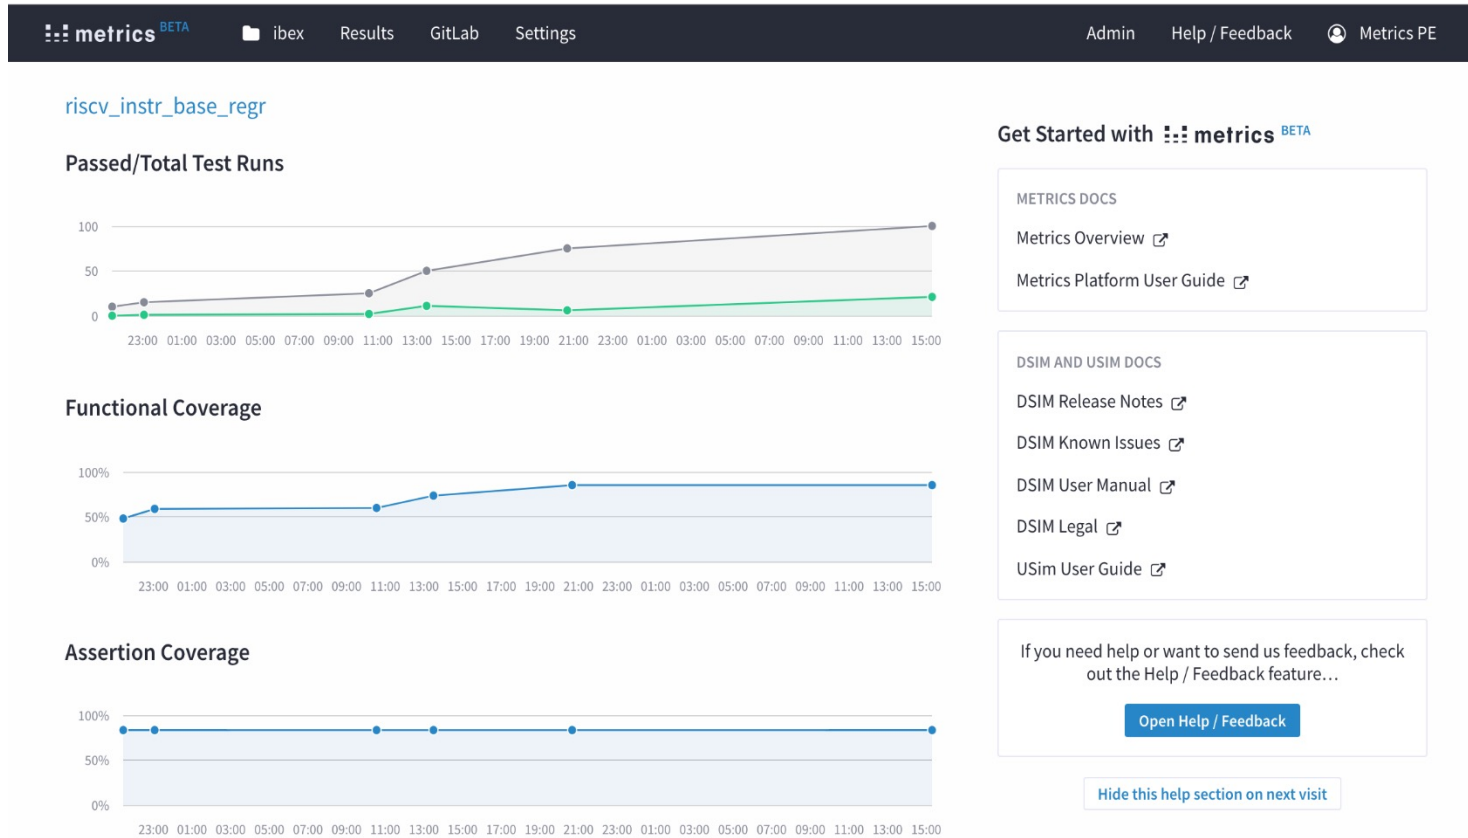 metrics BETA ibex Results GitLab Settings Admin Help / Feedback Metrics PE
riscv_instr_base_regr
Passed/Total Test Runs
100
50
0
23:00 01:00 03:00 05:00 07:00 09:00 11:00 13:00 15:00 17:00 19:00 21:00 23:00 01:00 03:00 05:00 07:00 09:00 11:00 13:00 15:00
Functional Coverage
100%
50%
0%
23:00 01:00 03:00 05:00 07:00 09:00 11:00 13:00 15:00 17:00 19:00 21:00 23:00 01:00 03:00 05:00 07:00 09:00 11:00 13:00 15:00
Assertion Coverage
100%
50%
0%
23:00 01:00 03:00 05:00 07:00 09:00 11:00 13:00 15:00 17:00 19:00 21:00 23:00 01:00 03:00 05:00 07:00 09:00 11:00 13:00 15:00
Get Started with metrics BETA
METRICS DOCS
Metrics Overview
Metrics Platform User Guide
DSIM AND USIM DOCS
DSIM Release Notes
DSIM Known Issues
DSIM User Manual
DSIM Legal
USim User Guide
If you need help or want to send us feedback, check
out the Help / Feedback feature…
Open Help / Feedback
Hide this help section on next visit